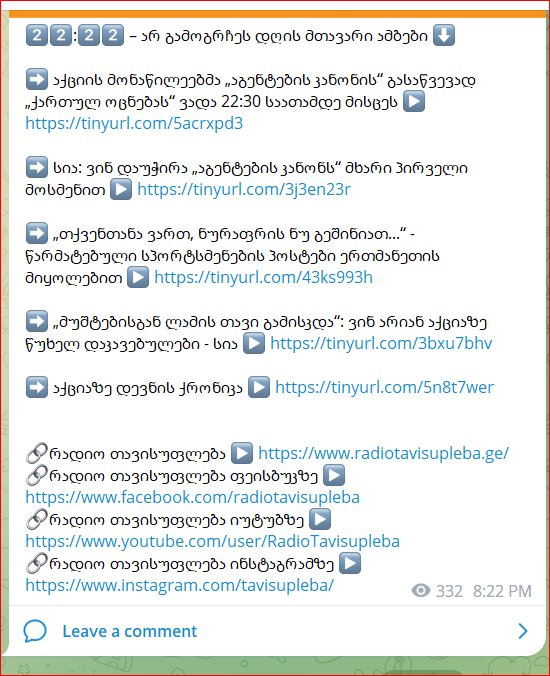 2️⃣2️⃣:2️⃣2️⃣ – არ გამოგრჩეს დღის მთავარი ამბები ⬇️
➡️ აქციის მონაწილეებმა „აგენტების კანონის“ გასაწვევად
„ქართულ ოცნებას“ ვადა 22:30 საათამდე მისცეს ▶️
https://tinyurl.com/5acrxpd3
➡️ სია: ვინ დაუჭირა „აგენტების კანონს“ მხარი პირველი
მოსმენით ▶️ https://tinyurl.com/3j3en23r
➡️ „თქვენთანა ვართ, ნურაფრის ნუ გეშინიათ...“ -
წარმატებული სპორტსმენების პოსტები ერთმანეთის
მიყოლებით ▶️ https://tinyurl.com/43ks993h
➡️ „მუშტებისგან ლამის თავი გამისკდა“: ვინ არიან აქციაზე
წუხელ დაკავებულები - სია ▶️ https://tinyurl.com/3bxu7bhv
➡️ აქციაზე დევნის ქრონიკა ▶️ https://tinyurl.com/5n8t7wer
🔗რადიო თავისუფლება ▶️ https://www.radiotavisupleba.ge/
🔗რადიო თავისუფლება ფეისბუკზე ▶️
https://www.facebook.com/radiotavisupleba
🔗რადიო თავისუფლება იუტუბზე ▶️
https://www.youtube.com/user/RadioTavisupleba
🔗რადიო თავისუფლება ინსტაგრამზე ▶️
https://www.instagram.com/tavisupleba/
332 8:22 PM
Leave a comment